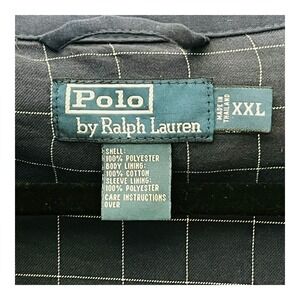 Polo
by Ralph Lauren
MADE IN
THAILAND
XXL
SHELL:
100% POLYESTER
BODY LINING:
100% COTTON
SLEEVE LINING:
100% POLYESTER
CARE INSTRUCTIONS
OVER